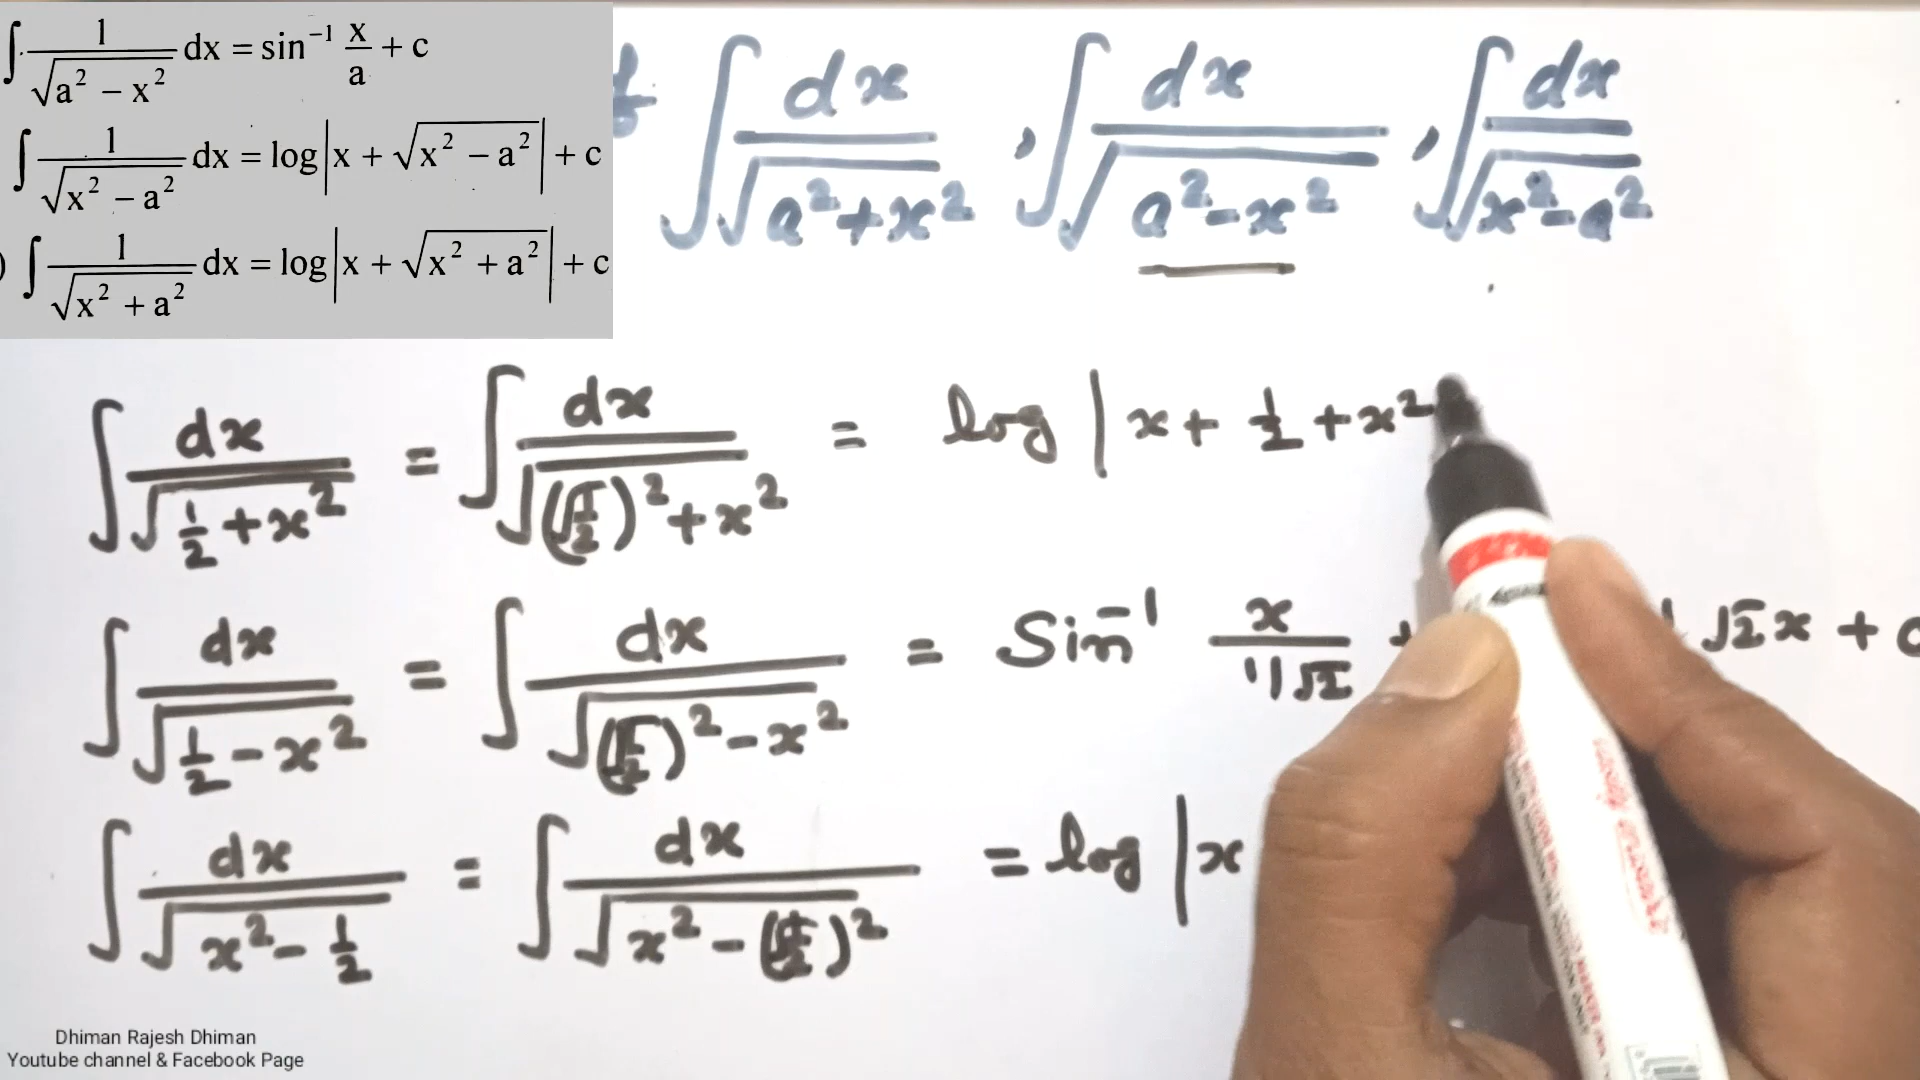 ∫ 1/√(a² − x²) dx = sin⁻¹ x/a + c
∫ 1/√(x² − a²) dx = log|x + √(x² − a²)| + c
) ∫ 1/√(x² + a²) dx = log|x + √(x² + a²)| + c
∫ dx/√(a²+x²) , ∫ dx/√(a²-x²) , ∫ dx/√(x²-a²)
∫ dx/√(1/2 + x²) = ∫ dx/√((√1/2)² + x²) = log | x + 1/2 + x²
∫ dx/√(1/2 - x²) = ∫ dx/√((√1/2)² - x²) = Sin⁻¹ x/(1/√2) √2x + c
∫ dx/√(x² - 1/2) = ∫ dx/√(x² - (√1/2)²) = log | x
Dhiman Rajesh Dhiman
Youtube channel & Facebook Page